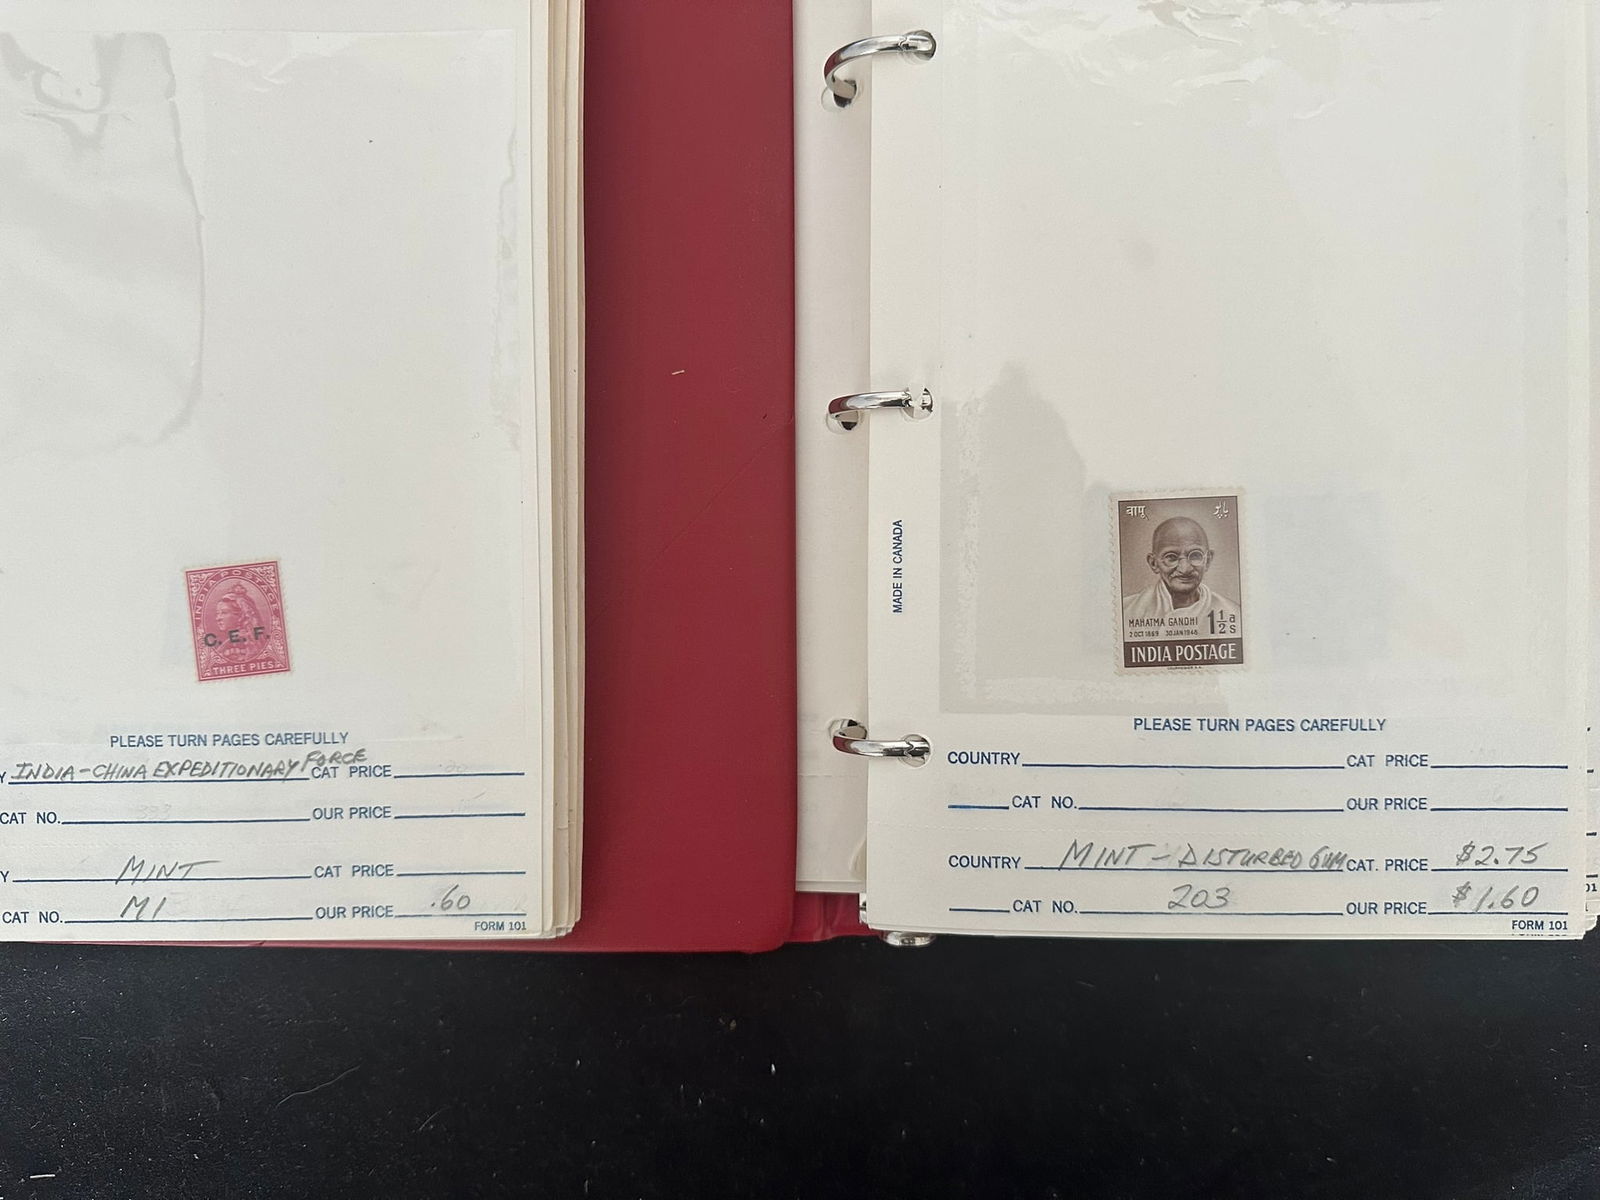 INDIA POSTAGE
C. E. F.
THREE PIES
PLEASE TURN PAGES CAREFULLY
Y INDIA-CHINA EXPEDITIONARY FORCE CAT PRICE
CAT NO. OUR PRICE
Y MINT CAT PRICE
CAT NO. M1 OUR PRICE .60
FORM 101
MADE IN CANADA
बापू بابو
MAHATMA GANDHI
2 OCT 1869 30 JAN 1948
1 1/2 as
INDIA POSTAGE
PLEASE TURN PAGES CAREFULLY
COUNTRY CAT PRICE
CAT NO. OUR PRICE
COUNTRY MINT - DISTURBED GUM CAT. PRICE $2.75
CAT NO. 203 OUR PRICE $1.60
FORM 101